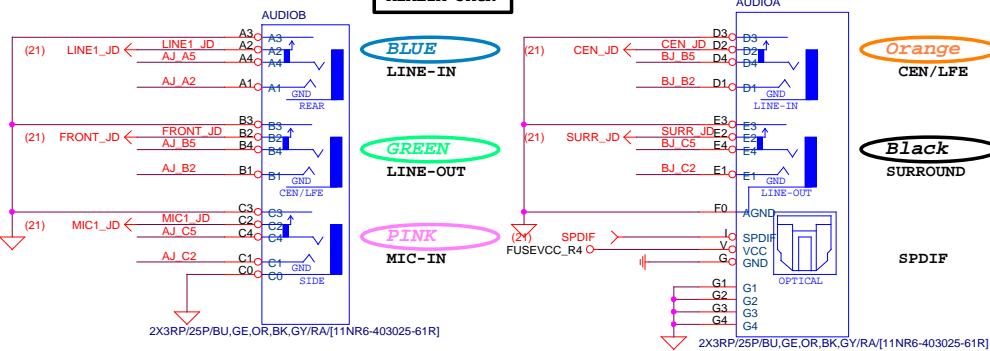 AUDIOB
A3 A3
(21) LINE1_JD LINE1_JD A2 A2
AJ_A5 A4 A4
AJ_A2 A1 A1
GND
REAR
BLUE
LINE-IN
B3 B3
(21) FRONT_JD FRONT_JD B2 B2
AJ_B5 B4 B4
AJ_B2 B1 B1
GND
CEN/LFE
GREEN
LINE-OUT
C3 C3
(21) MIC1_JD MIC1_JD C2 C2
AJ_C5 C4 C4
AJ_C2 C1 C1
GND
C0 C0
SIDE
PINK
MIC-IN
2X3RP/25P/BU,GE,OR,BK,GY/RA/[11NR6-403025-61R]
AUDIOA
D3 D3
(21) CEN_JD CEN_JD D2 D2
BJ_B5 D4 D4
BJ_B2 D1 D1
GND
LINE-IN
Orange
CEN/LFE
E3 E3
(21) SURR_JD SURR_JD E2 E2
BJ_C5 E4 E4
BJ_C2 E1 E1
GND
LINE-OUT
Black
SURROUND
F0 AGND
(21) SPDIF I SPDIF
FUSEVCC_R4 V VCC
G GND
OPTICAL
SPDIF
G1 G1
G2 G2
G3 G3
G4 G4
2X3RP/25P/BU,GE,OR,BK,GY/RA/[11NR6-403025-61R]